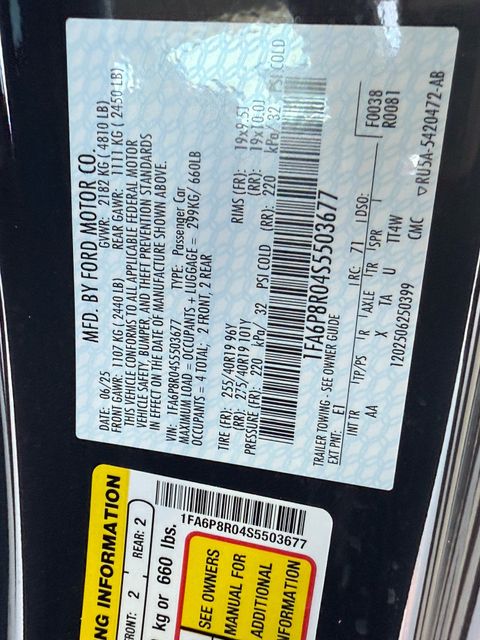 MFD. BY FORD MOTOR CO.
DATE: 06/25 GVWR: 2182 KG ( 4810 LB)
FRONT GAWR: 1107 KG ( 2440 LB) REAR GAWR: 1111 KG ( 2450 LB)
THIS VEHICLE CONFORMS TO ALL APPLICABLE FEDERAL MOTOR
VEHICLE SAFETY, BUMPER, AND THEFT PREVENTION STANDARDS
IN EFFECT ON THE DATE OF MANUFACTURE SHOWN ABOVE.
VIN: 1FA6P8R04S5503677 TYPE: Passenger Car
MAXIMUM LOAD = OCCUPANTS + LUGGAGE = 299KG/ 660LB
OCCUPANTS = 4 TOTAL; 2 FRONT, 2 REAR
TIRE (FR): 255/40R19 96Y RIMS (FR): 19x9.5J
(RR): 275/40R19 101Y (RR): 19x10.0J
PRESSURE (FR): 220 kPa/ 32 PSI COLD (RR): 220 kPa/ 32 PSI COLD
1FA6P8R04S5503677
TRAILER TOWING - SEE OWNER GUIDE
EXT PNT: E1 RC: 71 DSO: F0038
R0081
INT TR TP/PS R AXLE TR SPR
AA X TA U TT4W
1202506250399 CMC
▽RU5A-5420472-AB
NG INFORMATION
FRONT: 2 REAR: 2
kg or 660 lbs.
1FA6P8R04S5503677
SEE OWNERS
MANUAL FOR
ADDITIONAL
INFORMATION